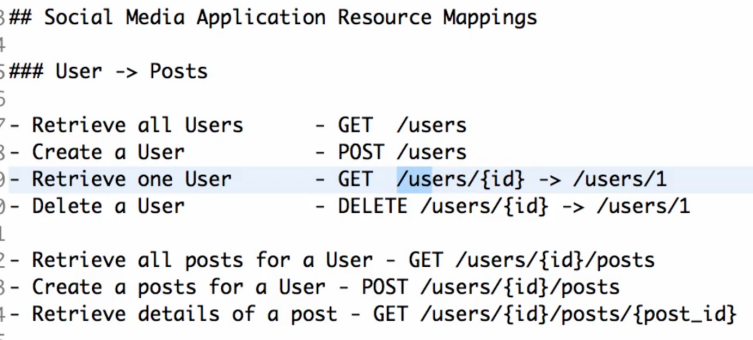 ## Social Media Application Resource Mappings
### User -> Posts
- Retrieve all Users - GET /users
- Create a User - POST /users
- Retrieve one User - GET /users/{id} -> /users/1
- Delete a User - DELETE /users/{id} -> /users/1
- Retrieve all posts for a User - GET /users/{id}/posts
- Create a posts for a User - POST /users/{id}/posts
- Retrieve details of a post - GET /users/{id}/posts/{post_id}